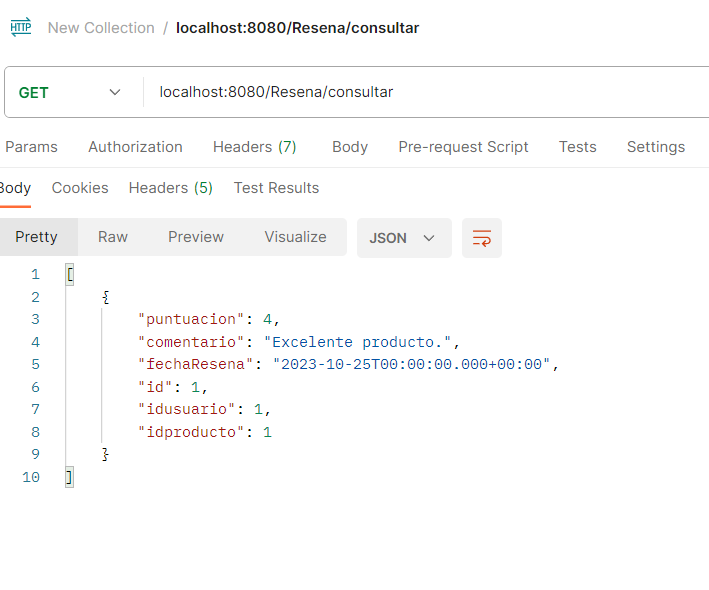 HTTP New Collection / localhost:8080/Resena/consultar
GET localhost:8080/Resena/consultar
Params Authorization Headers (7) Body Pre-request Script Tests Settings
Body Cookies Headers (5) Test Results
Pretty Raw Preview Visualize JSON
1 [
2 {
3 "puntuacion": 4,
4 "comentario": "Excelente producto.",
5 "fechaResena": "2023-10-25T00:00:00.000+00:00",
6 "id": 1,
7 "idusuario": 1,
8 "idproducto": 1
9 }
10 ]